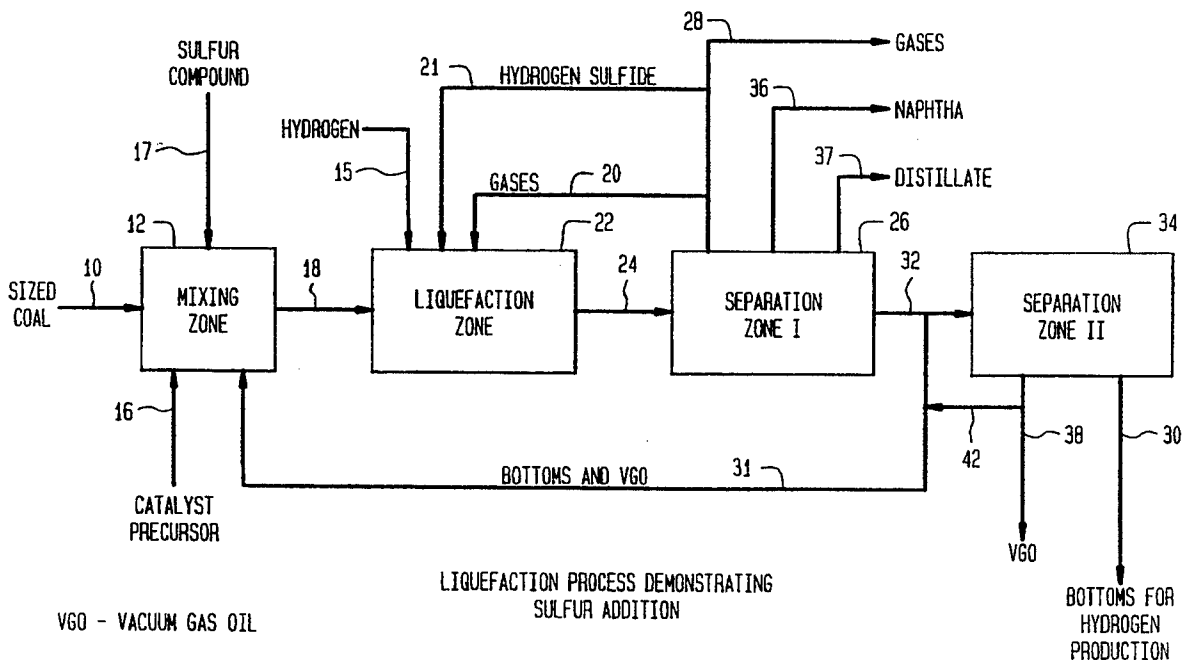 28
GASES
SULFUR
COMPOUND
21
HYDROGEN SULFIDE
36
NAPHTHA
HYDROGEN
17
15
GASES
20
37
DISTILLATE
12
22
26
34
10
18
24
32
SIZED
COAL
MIXING
ZONE
LIQUEFACTION
ZONE
SEPARATION
ZONE I
SEPARATION
ZONE II
16
42
38
30
BOTTOMS AND VGO
31
CATALYST
PRECURSOR
VGO
LIQUEFACTION PROCESS DEMONSTRATING
SULFUR ADDITION
BOTTOMS FOR
HYDROGEN
PRODUCTION
VGO - VACUUM GAS OIL